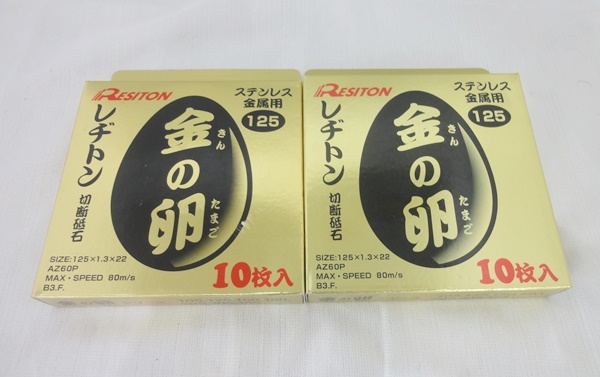 RESITON
レヂトン
切断砥石
ステンレス
金属用
125
金の卵
きん
たまご
SIZE:125×1.3×22
AZ60P
MAX・SPEED 80m/s
B3.F.
10枚入
RESITON
レヂトン
切断砥石
ステンレス
金属用
125
金の卵
きん
たまご
SIZE:125×1.3×22
AZ60P
MAX・SPEED 80m/s
B3.F.
10枚入